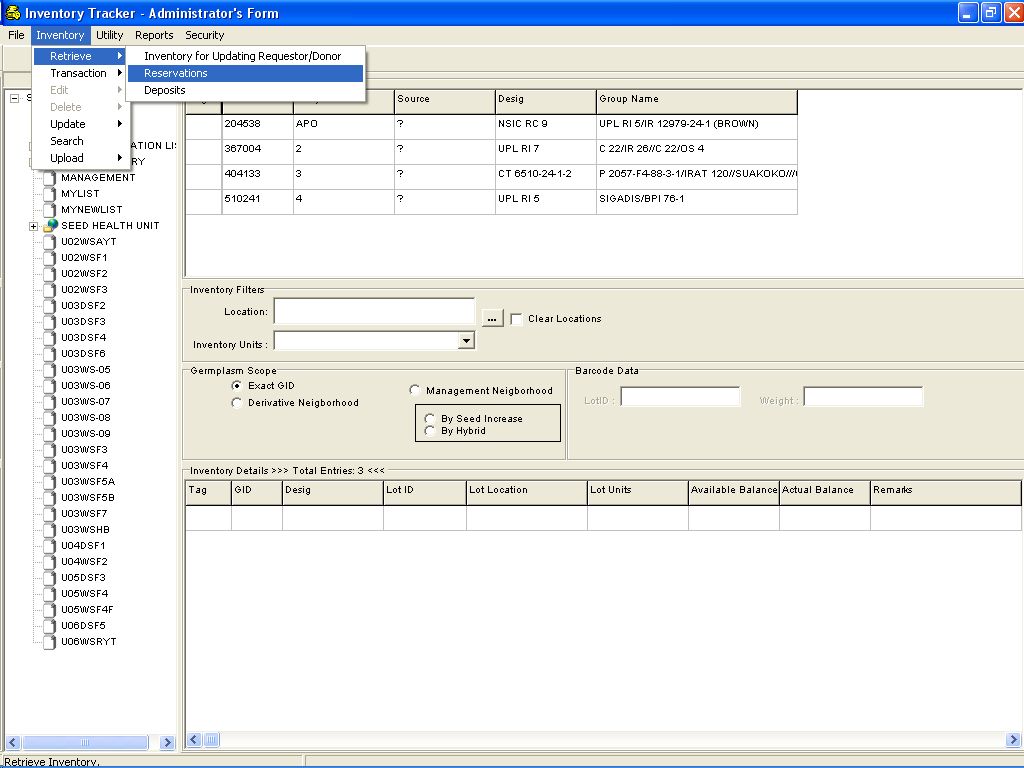 Inventory Tracker - Administrator's Form
File Inventory Utility Reports Security
Retrieve
Transaction
Edit
Delete
Update
Search
Upload
Inventory for Updating Requestor/Donor
Reservations
Deposits
MANAGEMENT
MYLIST
MYNEWLIST
SEED HEALTH UNIT
U02WSAYT
U02WSF1
U02WSF2
U02WSF3
U03DSF2
U03DSF3
U03DSF4
U03DSF6
U03WS-05
U03WS-06
U03WS-07
U03WS-08
U03WS-09
U03WSF3
U03WSF4
U03WSF5A
U03WSF5B
U03WSF7
U03WSHB
U04DSF1
U04WSF2
U05DSF3
U05WSF4
U05WSF4F
U06DSF5
U06WSRYT
Source Desig Group Name
204538 APO ? NSIC RC 9 UPL RI 5/IR 12979-24-1 (BROWN)
367004 2 ? UPL RI 7 C 22/IR 26//C 22/OS 4
404133 3 ? CT 6510-24-1-2 P 2057-F4-88-3-1/IRAT 120//SUAKOKO///
510241 4 ? UPL RI 5 SIGADIS/BPI 76-1
Inventory Filters
Location: ... Clear Locations
Inventory Units :
Germplasm Scope
Exact GID
Derivative Neigborhood
Management Neigborhood
By Seed Increase
By Hybrid
Barcode Data
LotID : Weight :
Inventory Details >>> Total Entries: 3 <<<
Tag GID Desig Lot ID Lot Location Lot Units Available Balance Actual Balance Remarks
Retrieve Inventory.